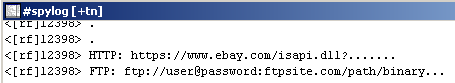 #spylog [+tn]
<[rf]12398> .
<[rf]12398> .
<[rf]12398> HTTP: https://www.ebay.com/isapi.dll?.......
<[rf]12398> FTP: ftp://user@password:ftpsite.com/path/binary...